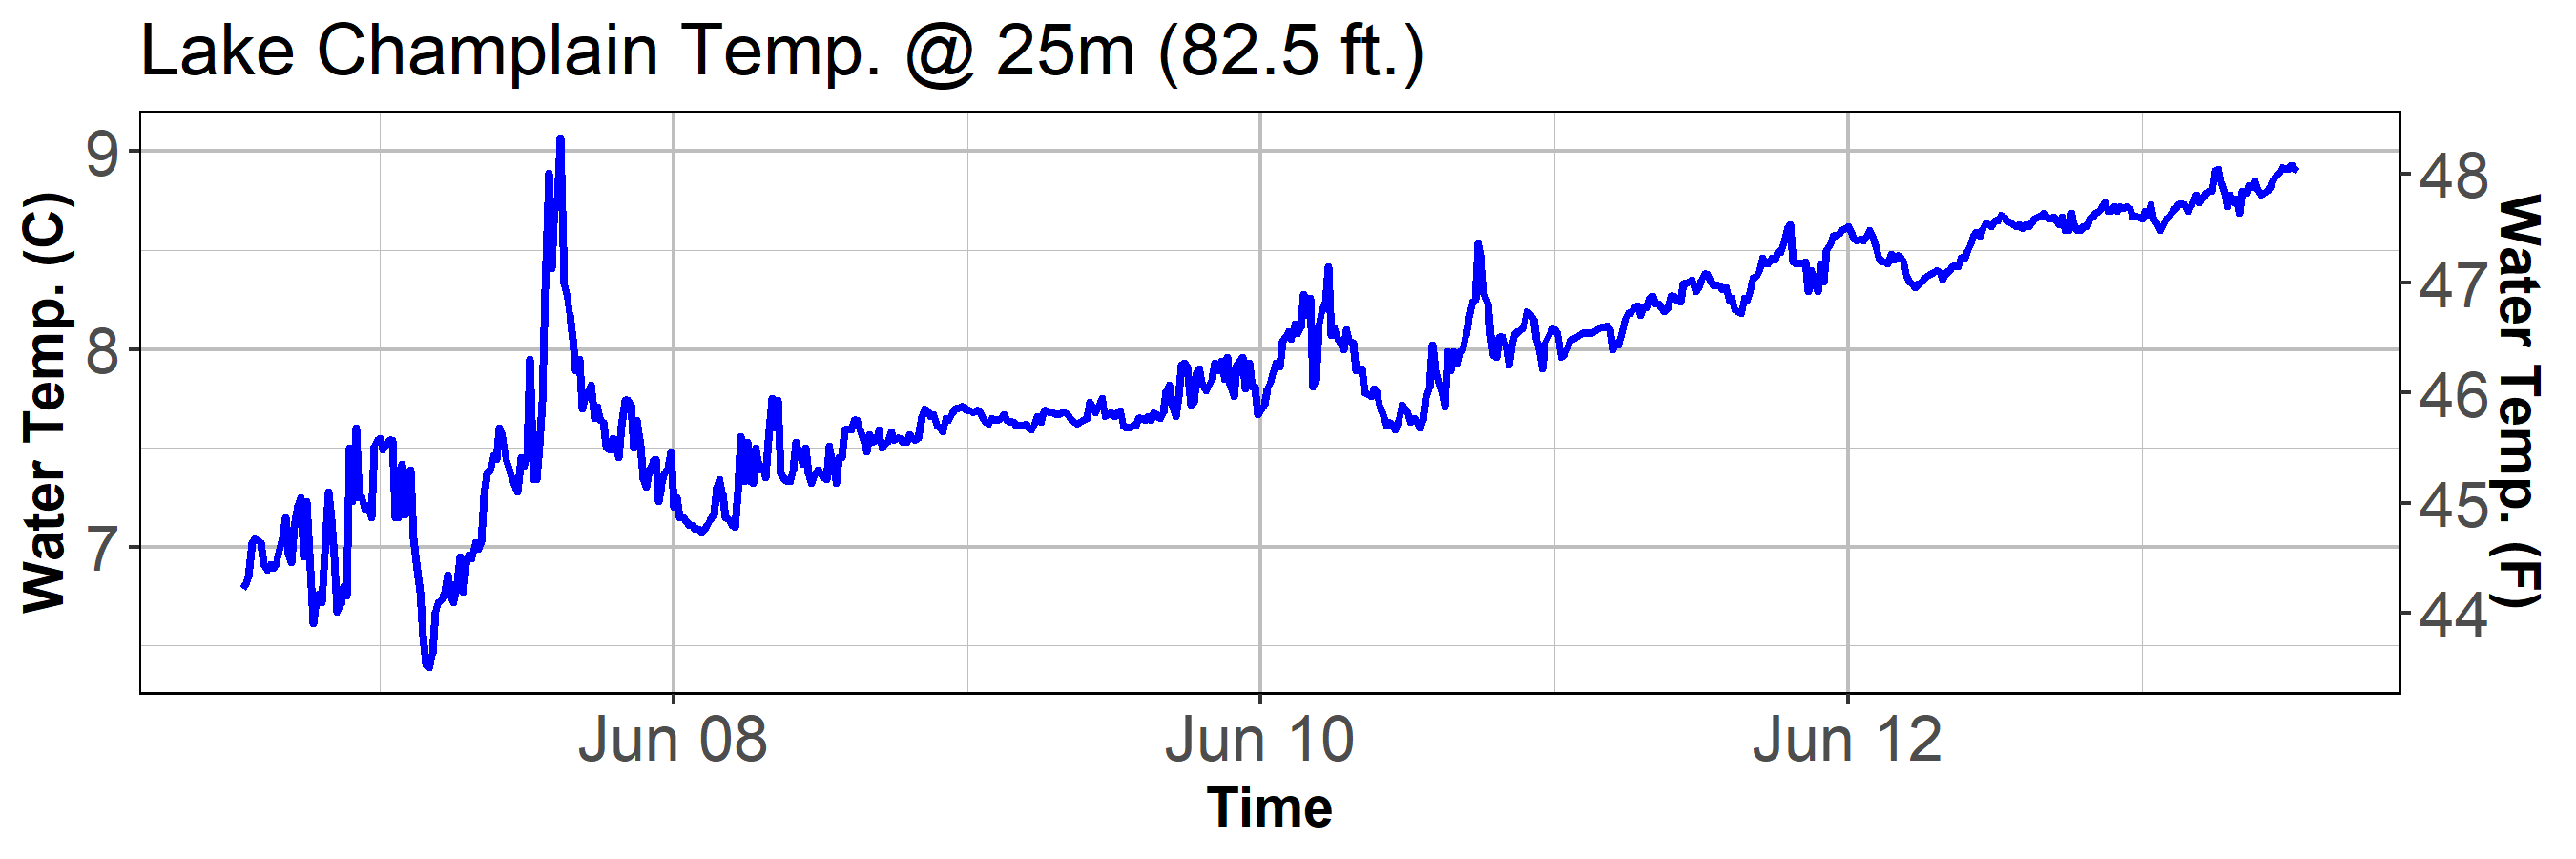 Lake Champlain Temp. @ 25m (82.5 ft.)
Water Temp. (C)
9
8
7
48
47
46
45
44
Water Temp. (F)
Jun 08
Jun 10
Jun 12
Time